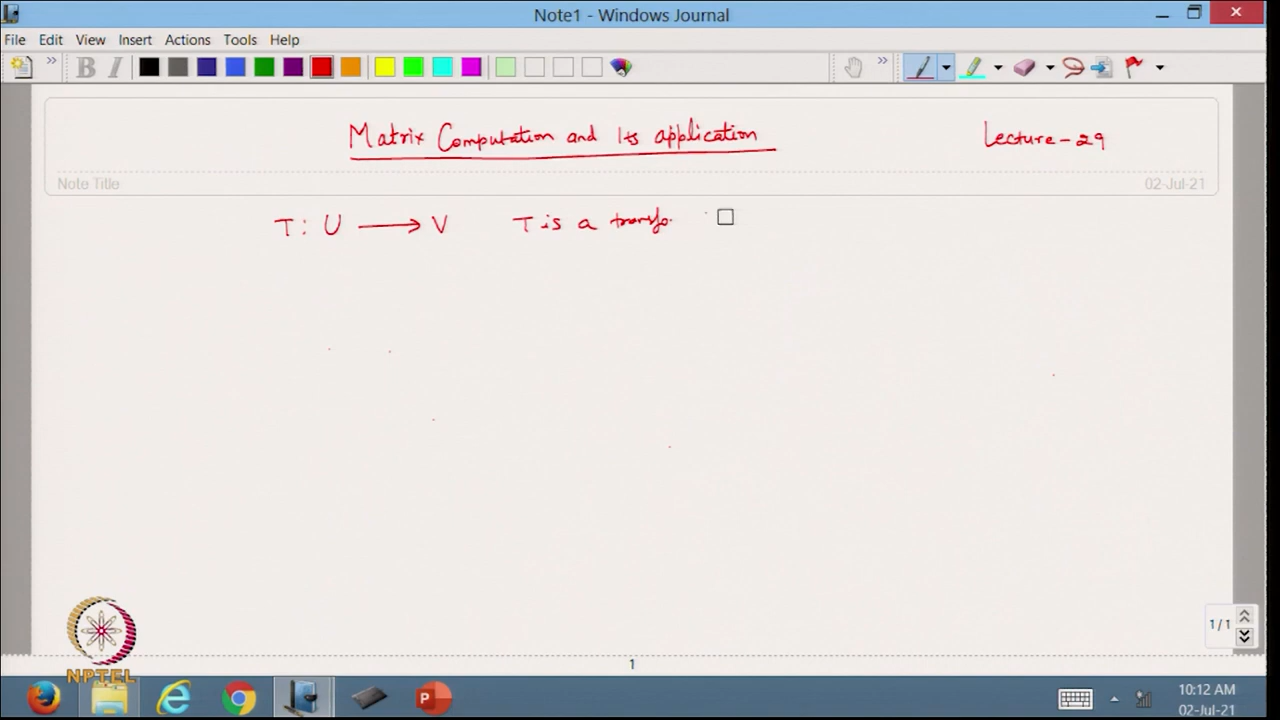 Note1 - Windows Journal
File Edit View Insert Actions Tools Help
B I
Matrix Computation and Its application Lecture - 29
Note Title 02-Jul-21
T: U ⟶ V T is a transfo.
1 / 1
NPTEL
1
10:12 AM
02-Jul-21